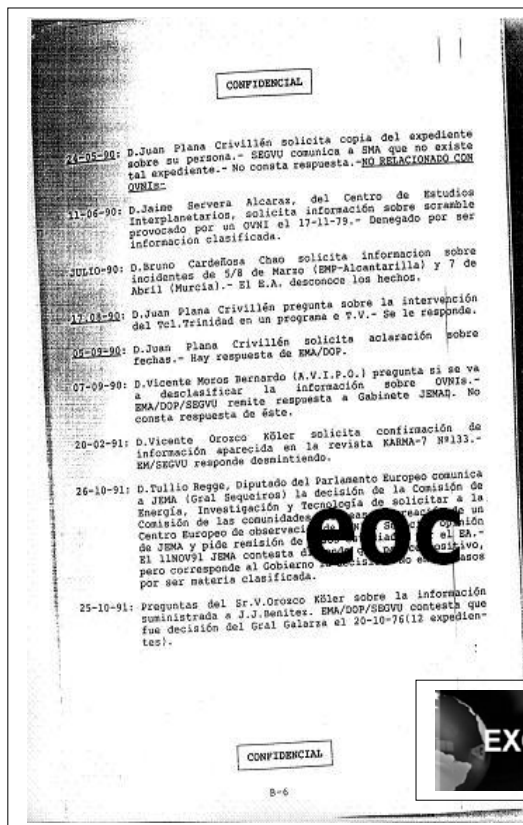 CONFIDENCIAL
24-05-90: D.Juan Plana Crivillén solicita copia del expediente
sobre su persona.- SEGVU comunica a SMA que no existe
tal expediente.- No consta respuesta.-NO RELACIONADO CON
OVNIs-
11-06-90: D.Jaime Servera Alcaraz, del Centro de Estudios
Interplanetarios, solicita información sobre scramble
provocado por un OVNI el 17-11-79.- Denegado por ser
informacion clasificada.
JULIO-90: D.Bruno Cardeñosa Chao solicita informacion sobre
incidentes de 5/8 de Marzo (EMP-Alcantarilla) y 7 de
Abril (Murcia).- El E.A. desconoce los hechos.
17-08-90: D.Juan Plana Crivillén pregunta sobre la intervención
del Tcl.Trinidad en un programa e T.V.- Se le responde.
05-09-90: D.Juan Plana Crivillén solicita aclaración sobre
fechas.- Hay respuesta de EMA/DOP.
07-09-90: D.Vicente Moros Bernardo (A.V.I.P.O.) pregunta si se va
a desclasificar la información sobre OVNIs.-
EMA/DOP/SEGVU remite respuesta a Gabinete JEMAD. No
consta respuesta de éste.
20-02-91: D.Vicente Orozco Köler solicita confirmación de
información aparecida en la revista KARMA-7 Nº133.-
EM/SEGVU responde desmintiendo.
26-10-91: D.Tullio Regge, Diputado del Parlamento Europeo comunica
a JEMA (Gral Sequeiros) la decisión de la Comisión de
Energía, Investigación y Tecnología de solicitar a la
Comisión de las comunidades creación de un
Centro Europeo de observación de opinión
de JEMA y pide remisión de el EA.-
El 11NOV91 JEMA contesta
pero corresponde al Gobierno
por ser materia clasificada.
25-10-91: Preguntas del Sr.V.Orozco Köler sobre la información
suministrada a J.J.Benitez. EMA/DOP/SEGVU contesta que
fue decisión del Gral Galarza el 20-10-76(12 expedien-
tes).
eoc
CONFIDENCIAL
B-6